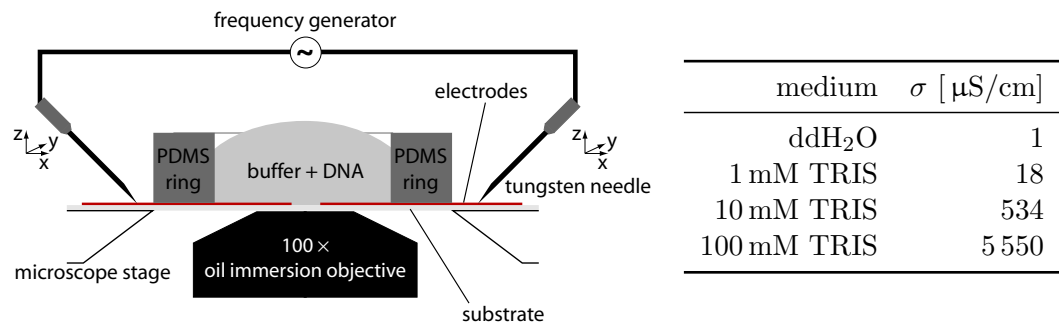 frequency generator
~
electrodes
z
y
x
PDMS
ring
buffer + DNA
PDMS
ring
z
y
x
tungsten needle
100 ×
oil immersion objective
microscope stage
substrate
medium σ [ µS/cm]
ddH₂O 1
1 mM TRIS 18
10 mM TRIS 534
100 mM TRIS 5 550